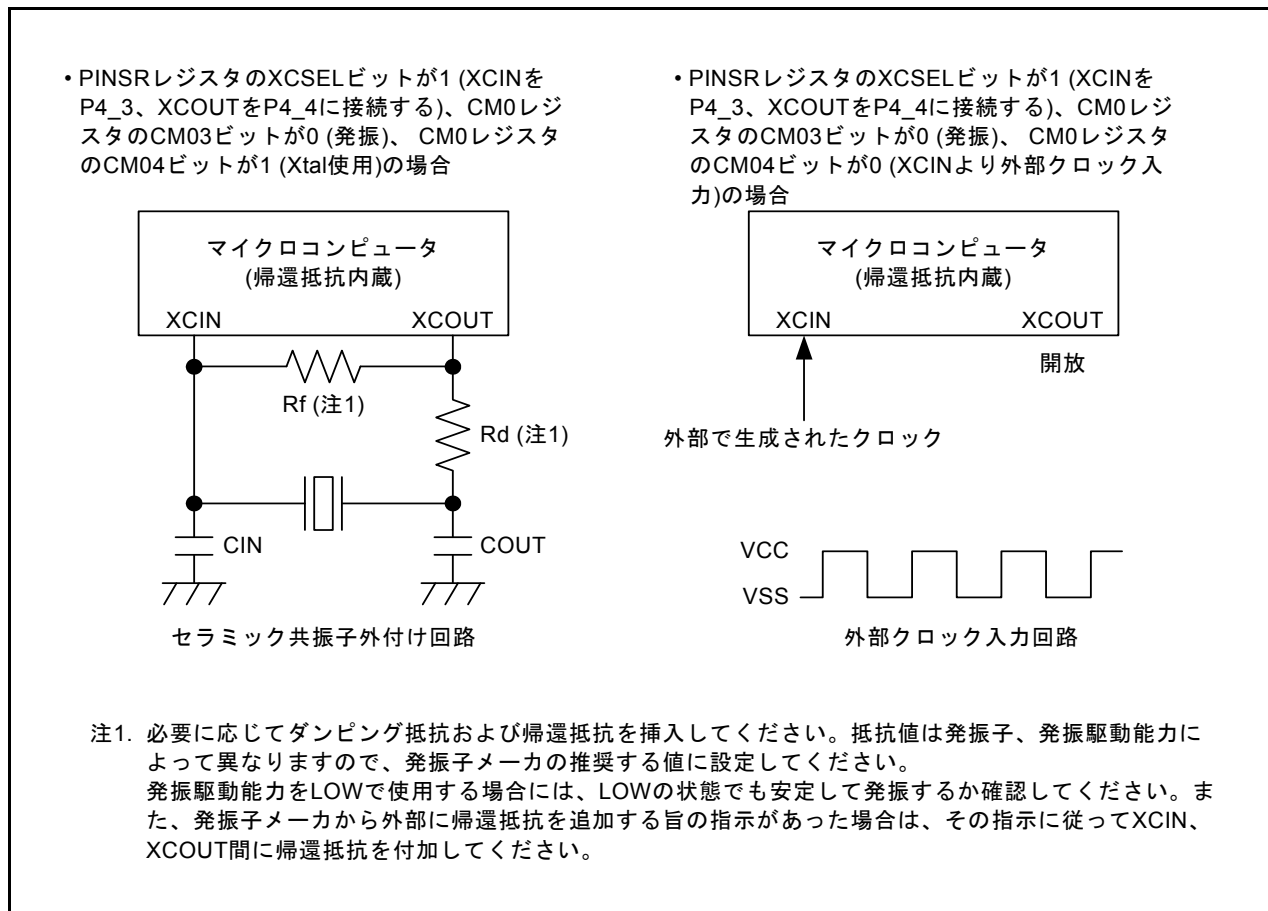 • PINSRレジスタのXCSELビットが1 (XCINを
P4_3、XCOUTをP4_4に接続する)、CM0レジ
スタのCM03ビットが0 (発振)、 CM0レジスタ
のCM04ビットが1 (Xtal使用)の場合
マイクロコンピュータ
(帰還抵抗内蔵)
XCIN XCOUT
Rf (注1)
Rd (注1)
CIN COUT
セラミック共振子外付け回路
• PINSRレジスタのXCSELビットが1 (XCINを
P4_3、XCOUTをP4_4に接続する)、CM0レジ
スタのCM03ビットが0 (発振)、 CM0レジスタ
のCM04ビットが0 (XCINより外部クロック入
力)の場合
マイクロコンピュータ
(帰還抵抗内蔵)
XCIN XCOUT
開放
外部で生成されたクロック
VCC
VSS
外部クロック入力回路
注1. 必要に応じてダンピング抵抗および帰還抵抗を挿入してください。抵抗値は発振子、発振駆動能力に
よって異なりますので、発振子メーカの推奨する値に設定してください。
発振駆動能力をLOWで使用する場合には、LOWの状態でも安定して発振するか確認してください。ま
た、発振子メーカから外部に帰還抵抗を追加する旨の指示があった場合は、その指示に従ってXCIN、
XCOUT間に帰還抵抗を付加してください。